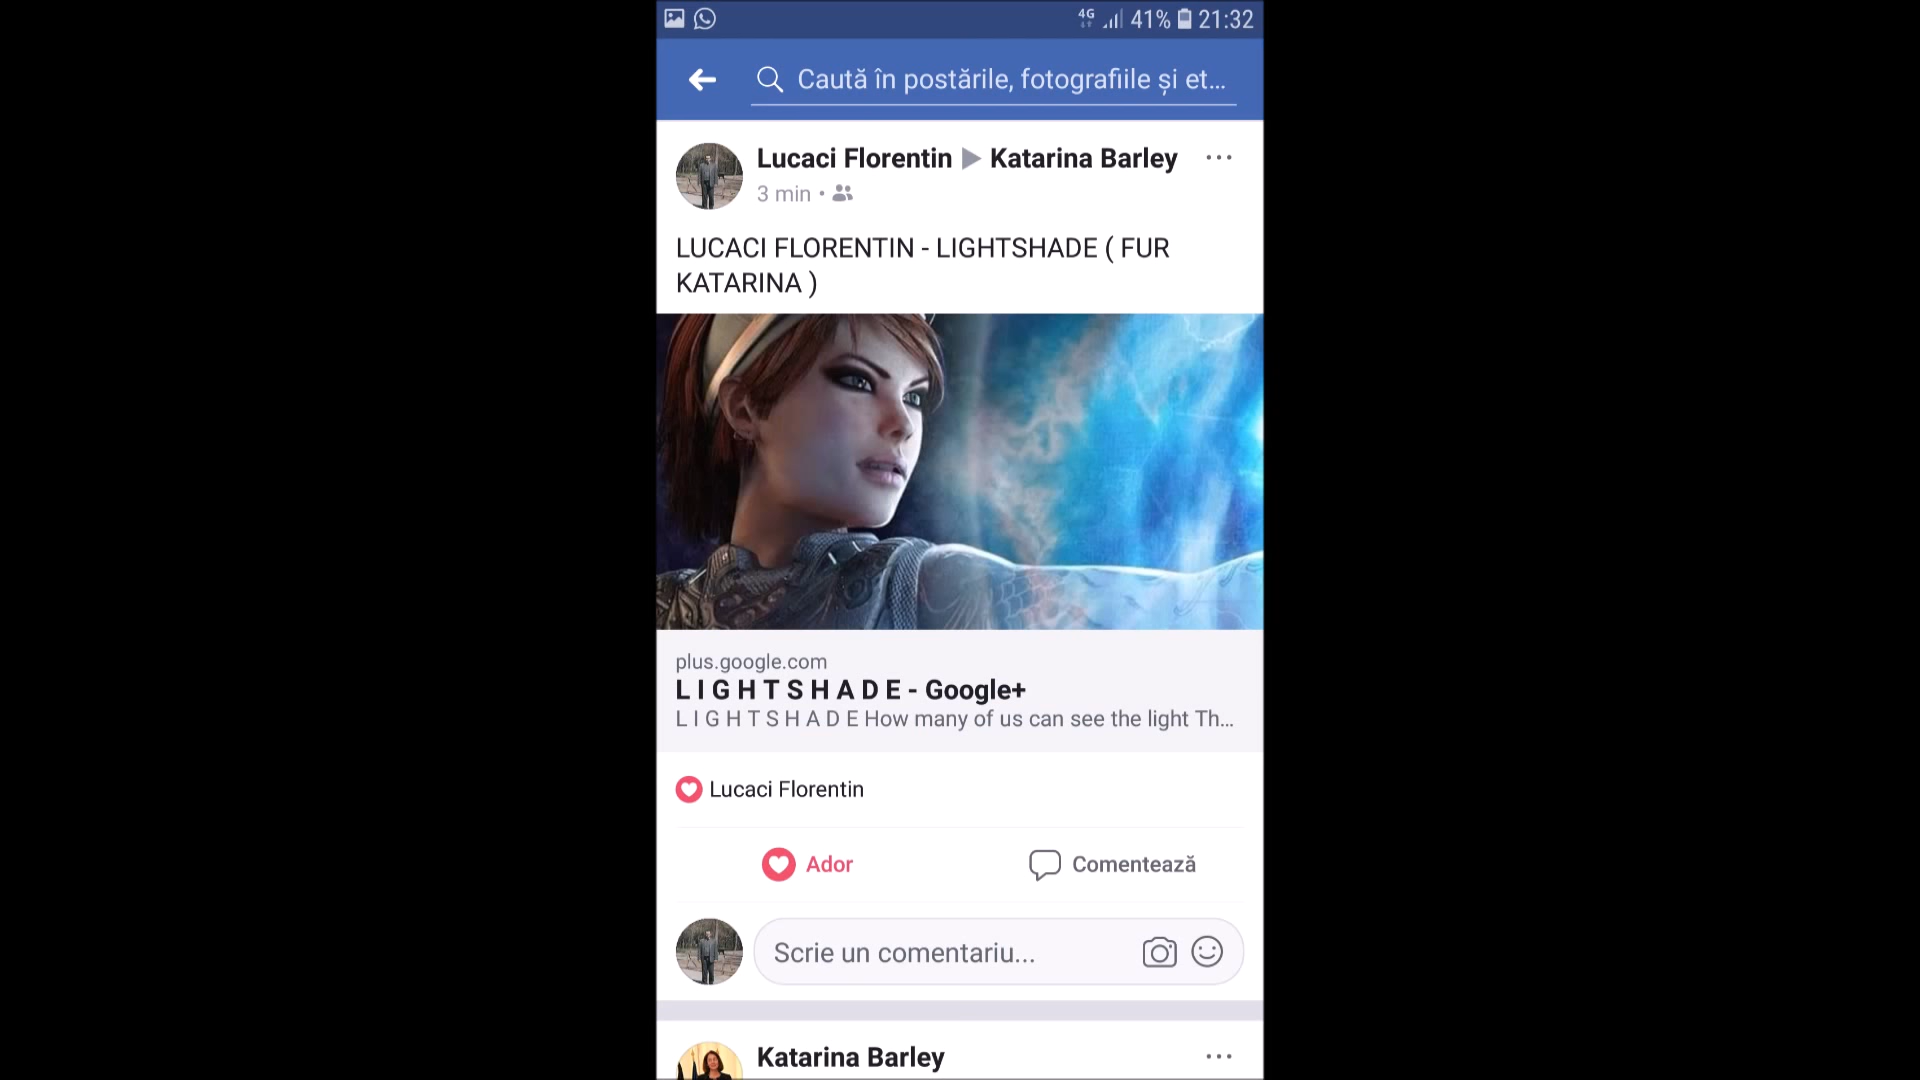 4G 41% 21:32
Caută în postările, fotografiile și et...
Lucaci Florentin ▶ Katarina Barley
3 min
LUCACI FLORENTIN - LIGHTSHADE ( FUR
KATARINA )
plus.google.com
L I G H T S H A D E - Google+
L I G H T S H A D E How many of us can see the light Th...
Lucaci Florentin
Ador Comentează
Scrie un comentariu...
Katarina Barley